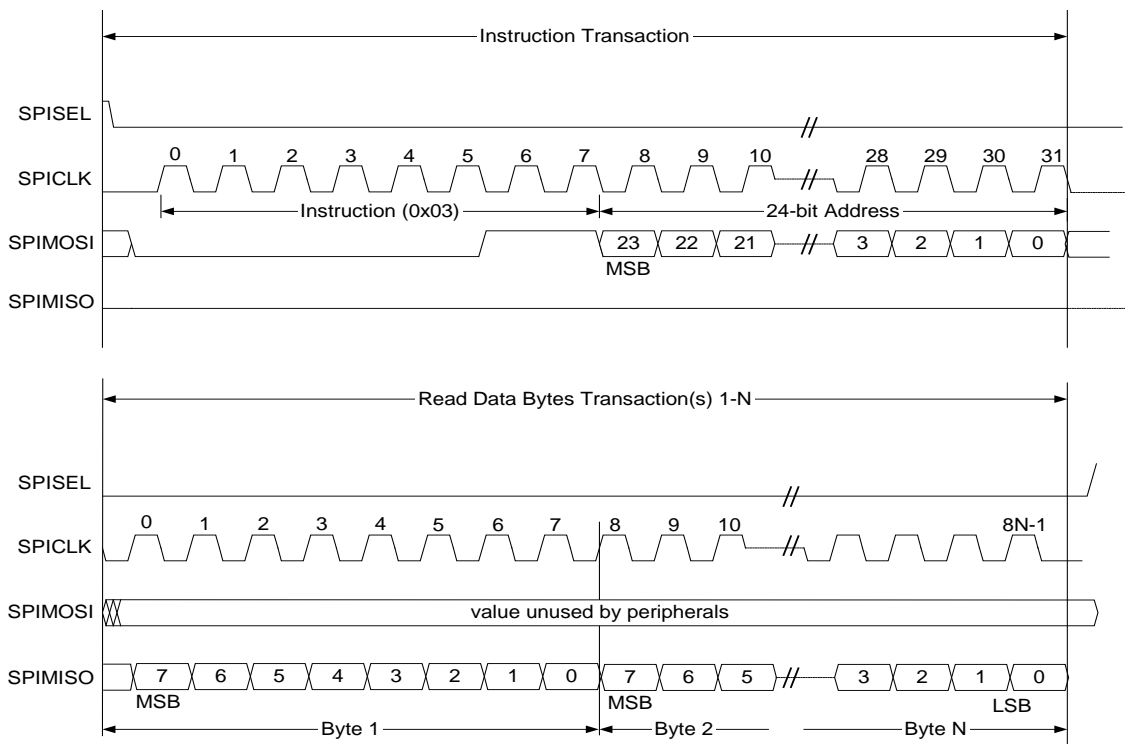 Instruction Transaction
SPISEL
0 1 2 3 4 5 6 7 8 9 10 28 29 30 31
SPICLK
Instruction (0x03) 24-bit Address
SPIMOSI 23 22 21 3 2 1 0
MSB
SPIMISO
Read Data Bytes Transaction(s) 1-N
SPISEL
0 1 2 3 4 5 6 7 8 9 10 8N-1
SPICLK
SPIMOSI value unused by peripherals
SPIMISO 7 6 5 4 3 2 1 0 7 6 5 3 2 1 0
MSB MSB LSB
Byte 1 Byte 2 Byte N